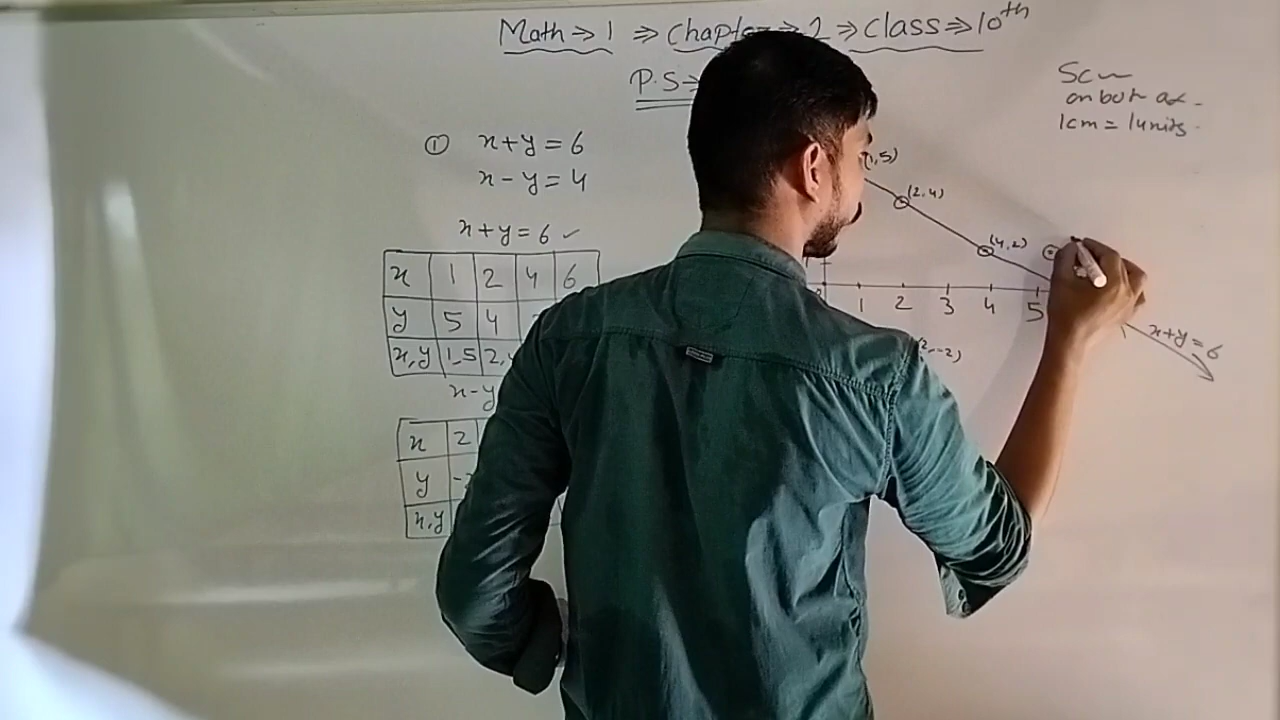 Math ⇒ 1 ⇒ Chapter ⇒ 2 ⇒ Class ⇒ 10th
P.S ⇒
① x+y=6
x-y=4
x+y=6 ✓
x 1 2 4 6
y 5 4
x,y 1,5 2,
x-y
x 2
y -2
x,y
on both ax.
1cm = 1units.
(1,5)
(2,4)
(4,2)
1 2 3 4 5
(2,-2)
x+y=6